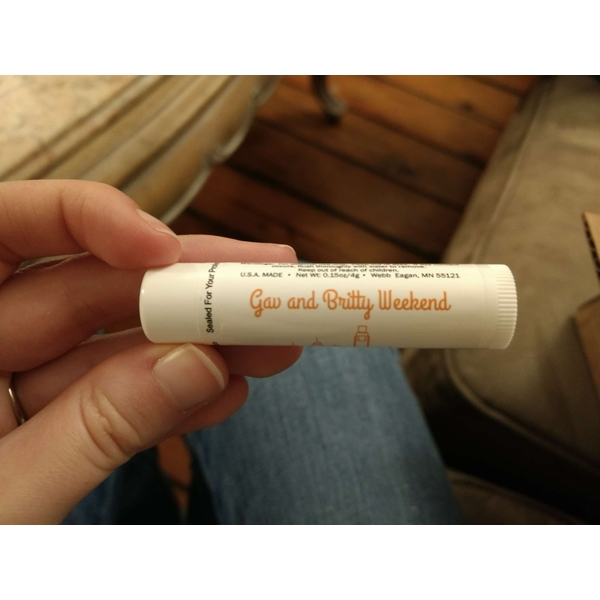 Keep out of reach of children.
U.S.A. MADE • Net Wt 0.15oz/4g • Webb Eagan, MN 55121
Gav and Britty Weekend
Sealed For Your